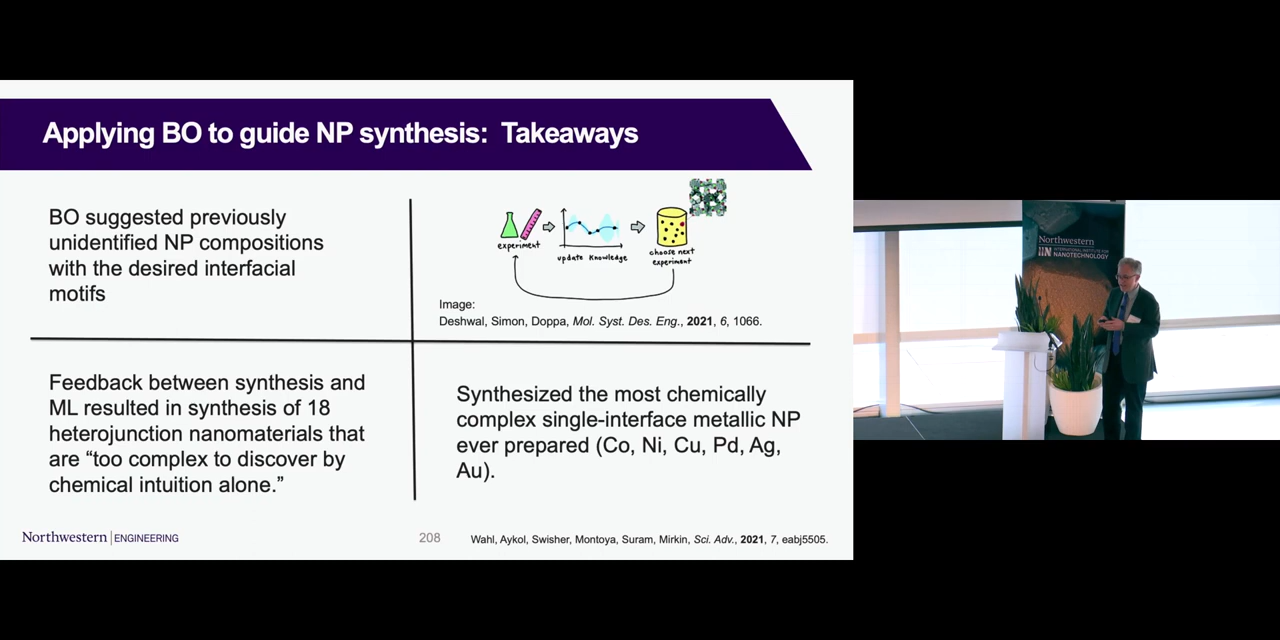 Applying BO to guide NP synthesis:  Takeaways
BO suggested previously
unidentified NP compositions
with the desired interfacial
motifs
experiment
update Knowledge
choose next
experiment
Image:
Deshwal, Simon, Doppa, Mol. Syst. Des. Eng., 2021, 6, 1066.
Feedback between synthesis and
ML resulted in synthesis of 18
heterojunction nanomaterials that
are “too complex to discover by
chemical intuition alone.”
Synthesized the most chemically
complex single-interface metallic NP
ever prepared (Co, Ni, Cu, Pd, Ag,
Au).
Northwestern | ENGINEERING
208
Wahl, Aykol, Swisher, Montoya, Suram, Mirkin, Sci. Adv., 2021, 7, eabj5505.
Northwestern
INTERNATIONAL INSTITUTE FOR
NANOTECHNOLOGY